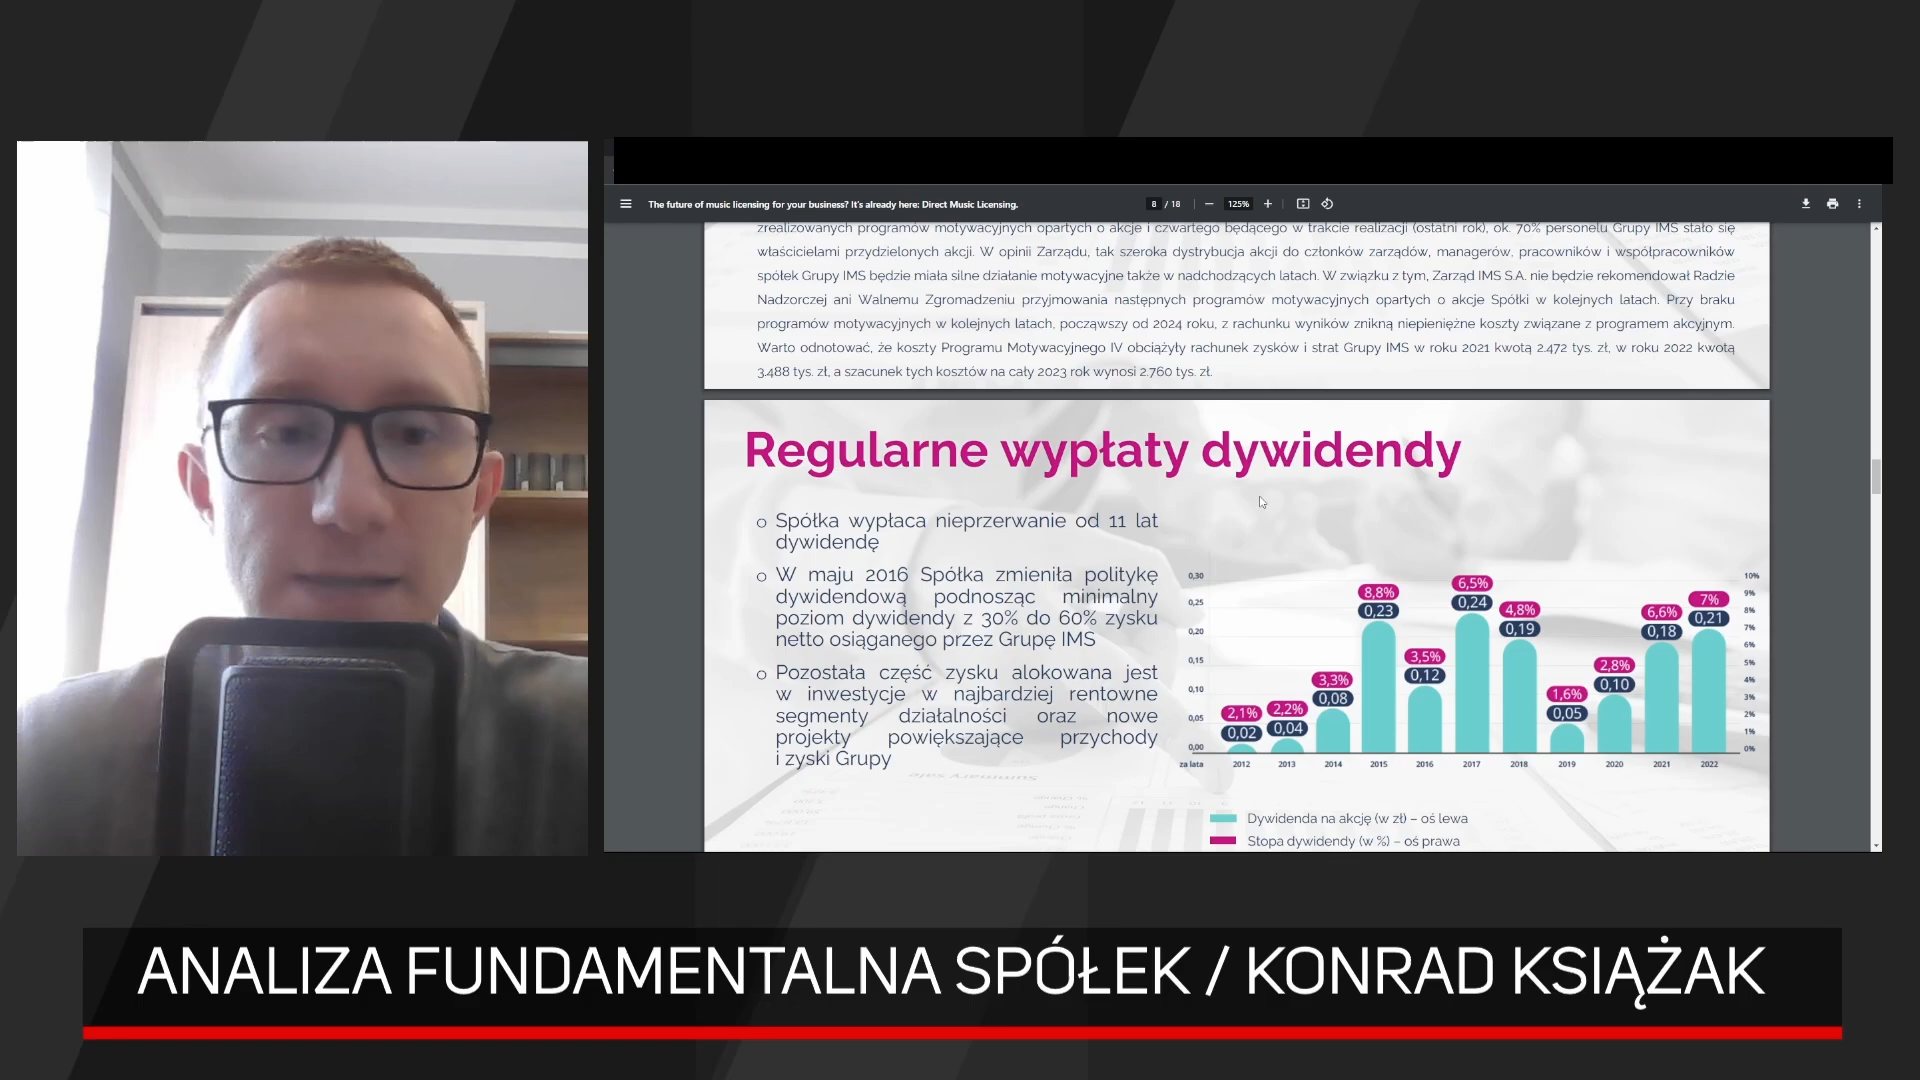 The future of music licensing for your business? It's already here: Direct Music Licensing.
8 / 18
125%
zrealizowanych programów motywacyjnych opartych o akcje i czwartego będącego w trakcie realizacji (ostatni rok), ok. 70% personelu Grupy IMS stało się
właścicielami przydzielonych akcji. W opinii Zarządu, tak szeroka dystrybucja akcji do członków zarządów, managerów, pracowników i współpracowników
spółek Grupy IMS będzie miała silne działanie motywacyjne także w nadchodzących latach. W związku z tym, Zarząd IMS S.A. nie będzie rekomendował Radzie
Nadzorczej ani Walnemu Zgromadzeniu przyjmowania następnych programów motywacyjnych opartych o akcje Spółki w kolejnych latach. Przy braku
programów motywacyjnych w kolejnych latach, począwszy od 2024 roku, z rachunku wyników znikną niepieniężne koszty związane z programem akcyjnym.
Warto odnotować, że koszty Programu Motywacyjnego IV obciążyły rachunek zysków i strat Grupy IMS w roku 2021 kwotą 2.472 tys. zł, w roku 2022 kwotą
3.488 tys. zł, a szacunek tych kosztów na cały 2023 rok wynosi 2.760 tys. zł.
Regularne wypłaty dywidendy
o Spółka wypłaca nieprzerwanie od 11 lat
dywidendę
o W maju 2016 Spółka zmieniła politykę
dywidendową podnosząc minimalny
poziom dywidendy z 30% do 60% zysku
netto osiąganego przez Grupę IMS
o Pozostała część zysku alokowana jest
w inwestycje w najbardziej rentowne
segmenty działalności oraz nowe
projekty powiększające przychody
i zyski Grupy
0,30
0,25
0,20
0,15
0,10
0,05
0,00
2,1% 2,2% 3,3% 8,8% 3,5% 6,5% 4,8% 1,6% 2,8% 6,6% 7%
0,02 0,04 0,08 0,23 0,12 0,24 0,19 0,05 0,10 0,18 0,21
10%
9%
8%
7%
6%
5%
4%
3%
2%
1%
0%
za lata 2012 2013 2014 2015 2016 2017 2018 2019 2020 2021 2022
Dywidenda na akcję (w zł) – oś lewa
Stopa dywidendy (w %) – oś prawa
ANALIZA FUNDAMENTALNA SPÓŁEK / KONRAD KSIĄŻAK